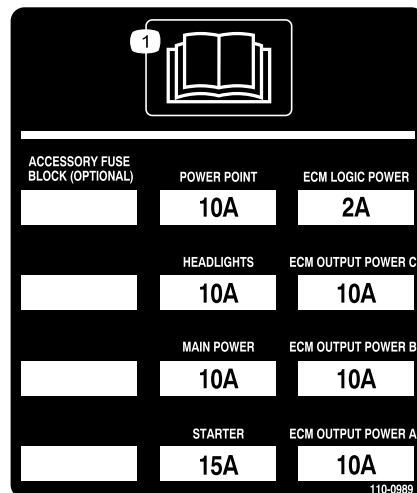 1
ACCESSORY FUSE
BLOCK (OPTIONAL)
POWER POINT
ECM LOGIC POWER
10A
2A
HEADLIGHTS
ECM OUTPUT POWER C
10A
10A
MAIN POWER
ECM OUTPUT POWER B
10A
10A
STARTER
ECM OUTPUT POWER A
15A
10A
110-0989